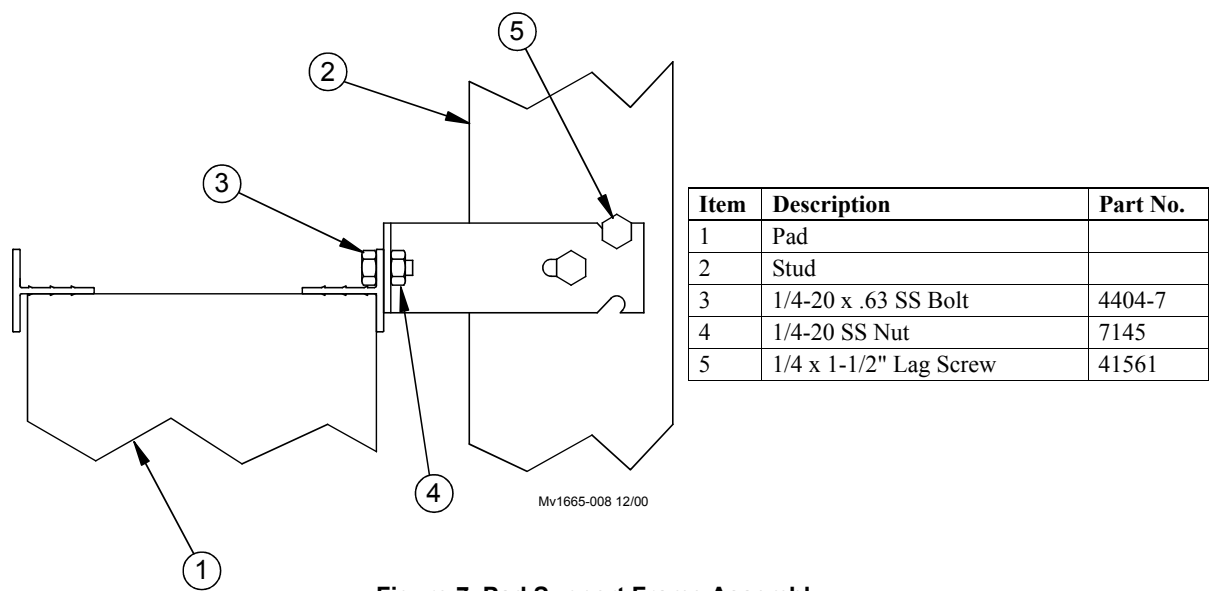 5
2
3
Item Description Part No.
1 Pad
2 Stud
3 1/4-20 x .63 SS Bolt 4404-7
4 1/4-20 SS Nut 7145
5 1/4 x 1-1/2" Lag Screw 41561
4
Mv1665-008 12/00
1